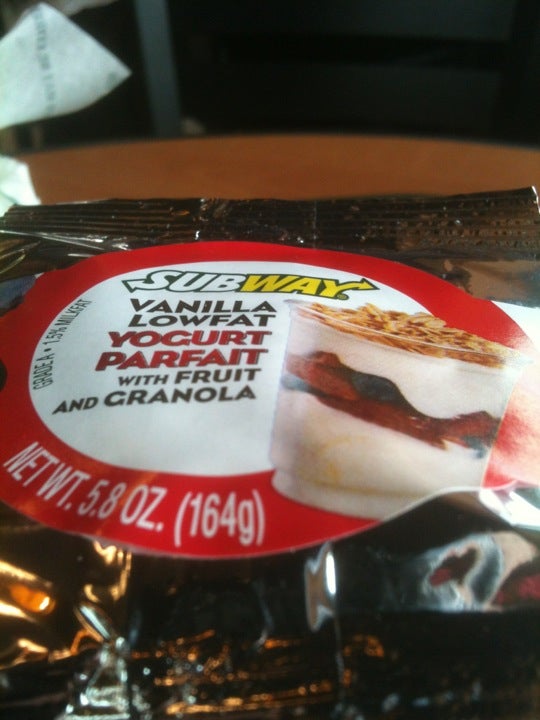 SUBWAY
VANILLA
LOWFAT
YOGURT
PARFAIT
WITH FRUIT
AND GRANOLA
GRADE A • 1.5% MILKFAT
NET WT. 5.8 OZ. (164g)